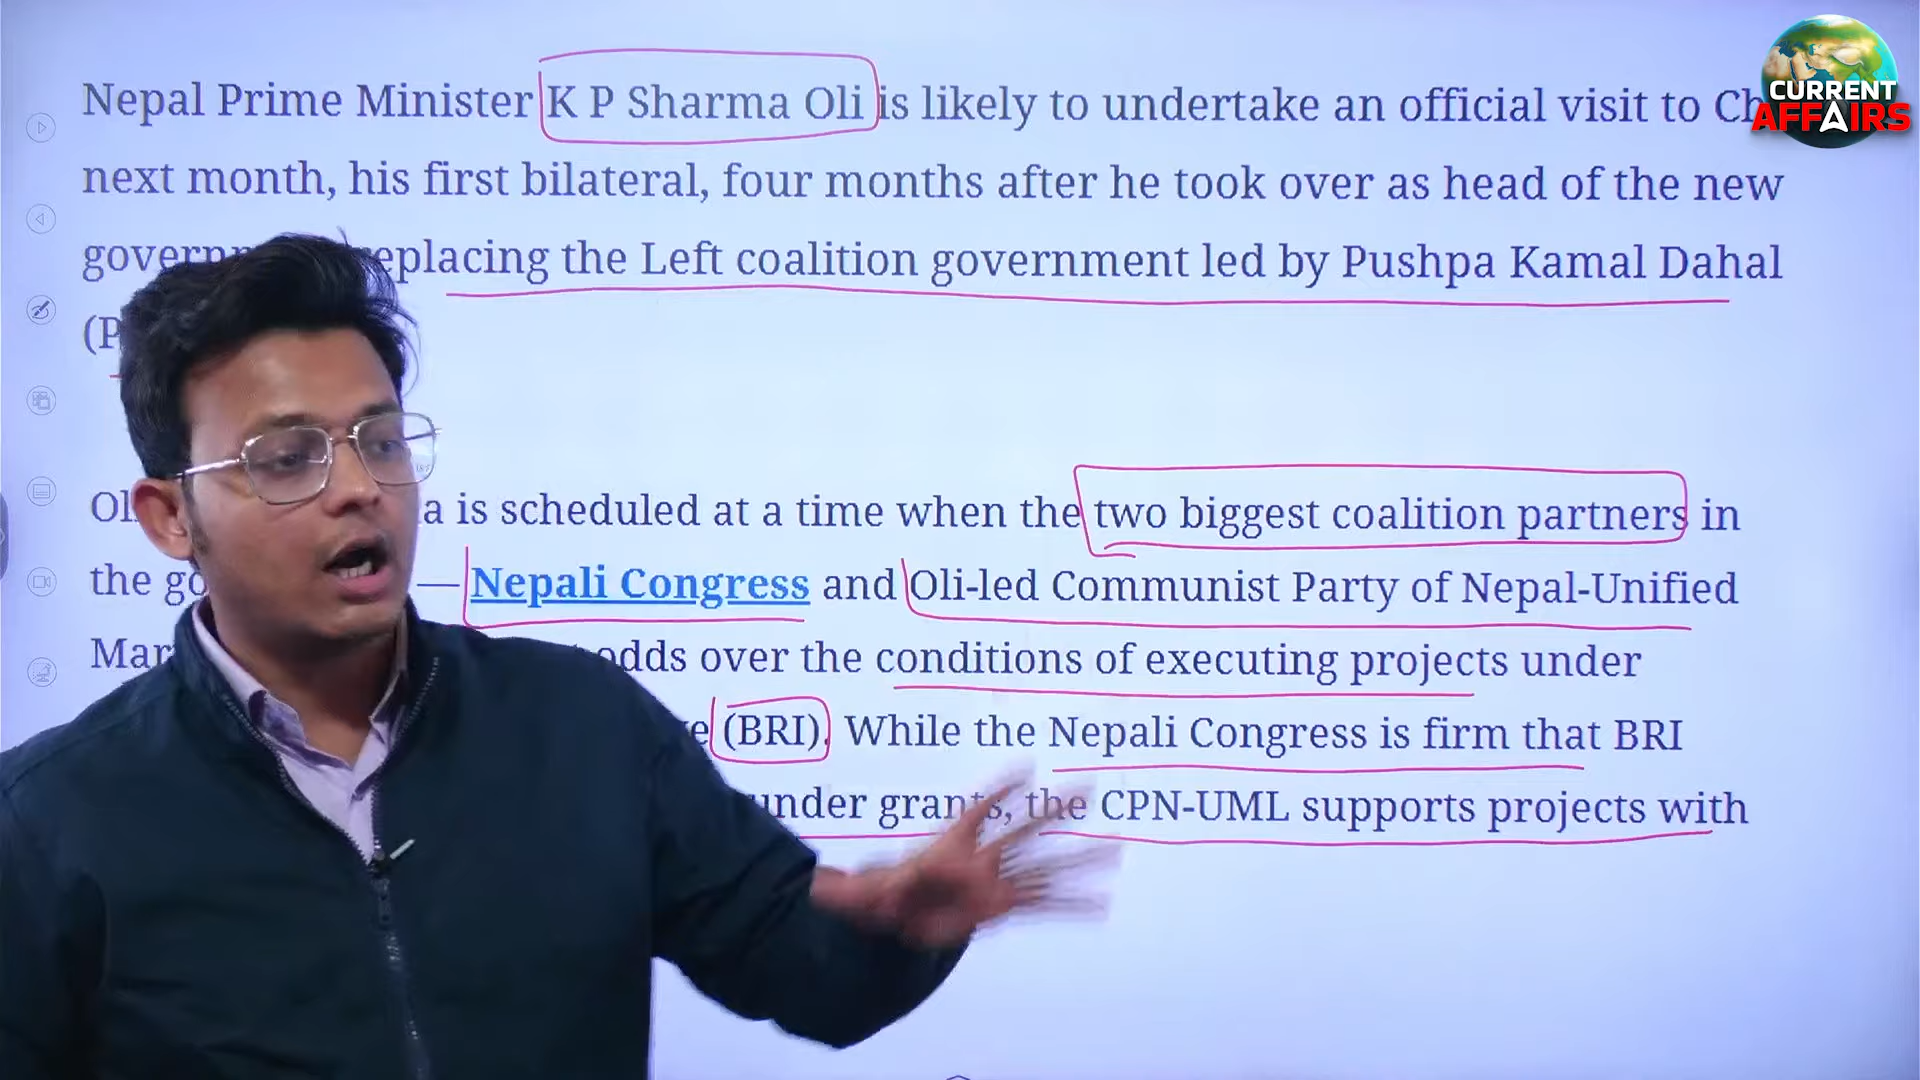 Nepal Prime Minister K P Sharma Oli is likely to undertake an official visit to Ch
CURRENT
AFFAIRS
next month, his first bilateral, four months after he took over as head of the new
replacing the Left coalition government led by Pushpa Kamal Dahal
(P
Ol is scheduled at a time when the two biggest coalition partners in
the go — Nepali Congress and Oli-led Communist Party of Nepal-Unified
Mar odds over the conditions of executing projects under
(BRI). While the Nepali Congress is firm that BRI
under grants, the CPN-UML supports projects with